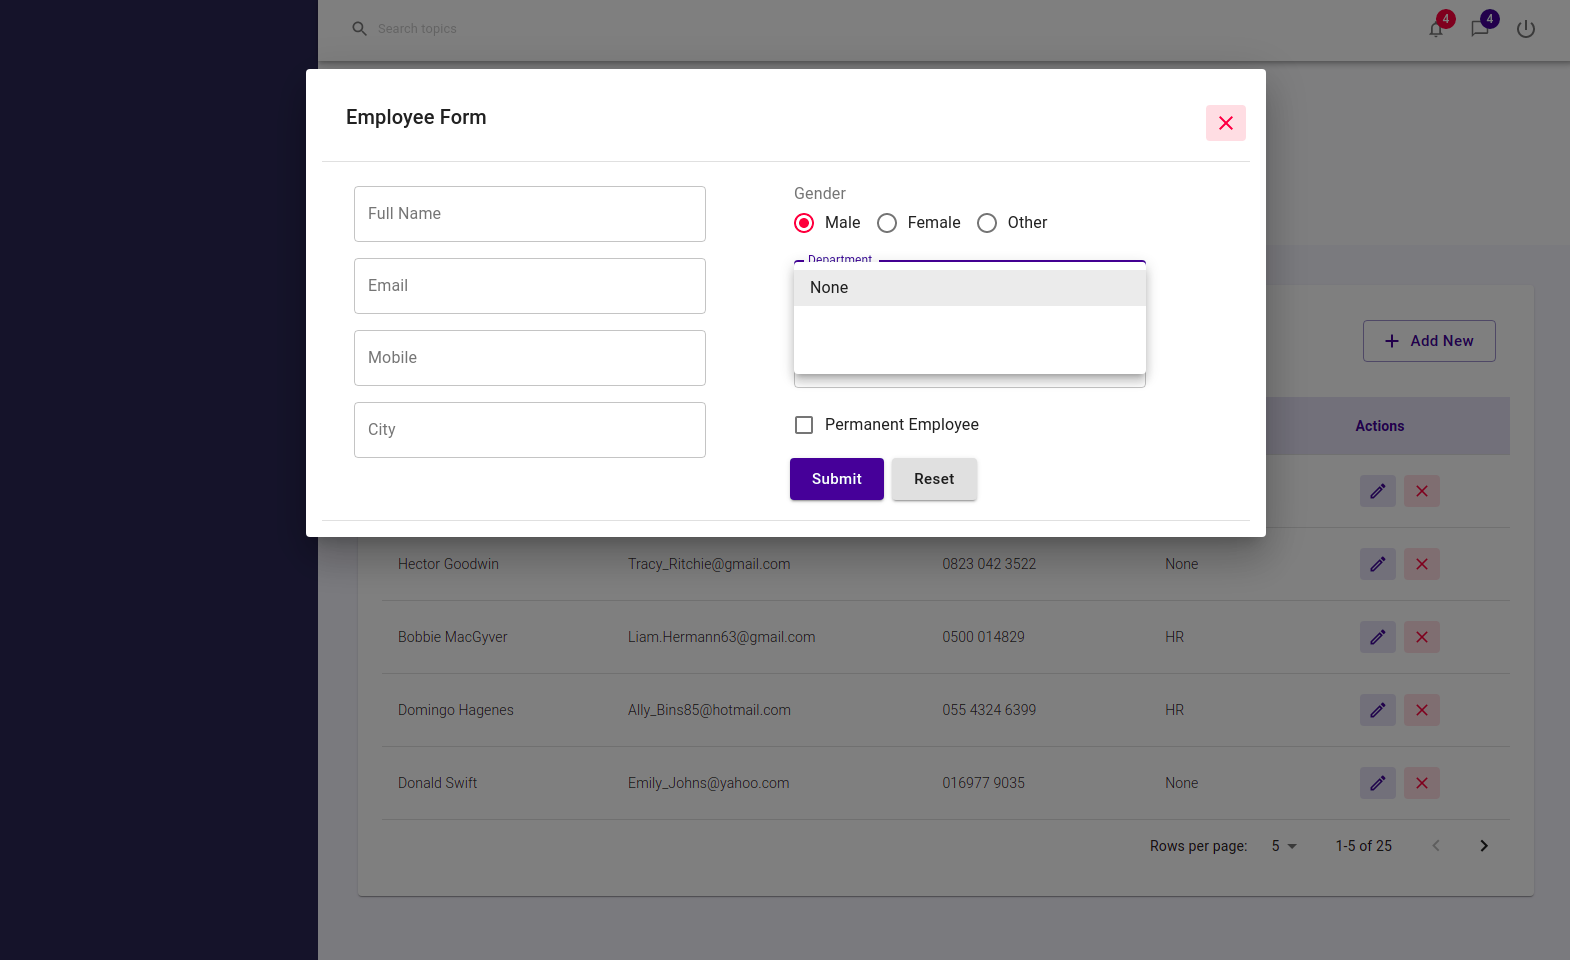 Search topics
4
4
Employee Form
Full Name
Email
Mobile
City
Gender
Male
Female
Other
Department
None
Permanent Employee
Submit
Reset
Add New
Actions
Hector Goodwin Tracy_Ritchie@gmail.com 0823 042 3522 None
Bobbie MacGyver Liam.Hermann63@gmail.com 0500 014829 HR
Domingo Hagenes Ally_Bins85@hotmail.com 055 4324 6399 HR
Donald Swift Emily_Johns@yahoo.com 016977 9035 None
Rows per page: 5 1-5 of 25